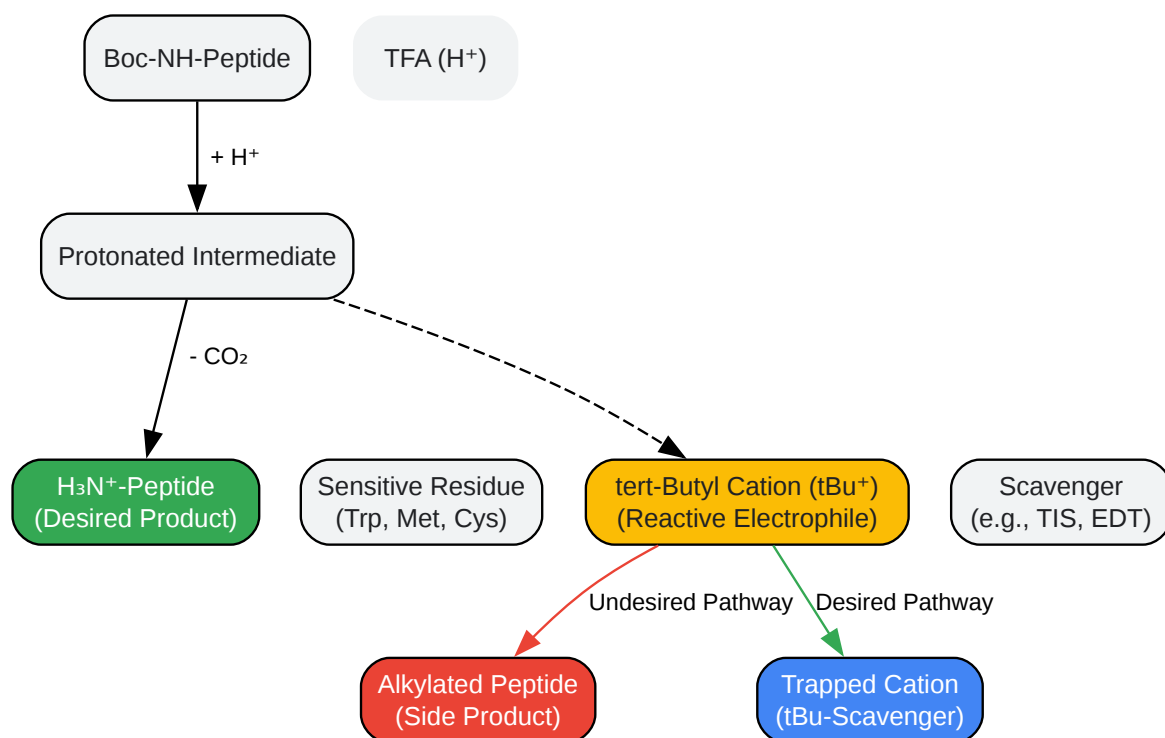 Boc-NH-Peptide
TFA (H⁺)
+ H⁺
Protonated Intermediate
- CO₂
H₃N⁺-Peptide
(Desired Product)
Sensitive Residue
(Trp, Met, Cys)
tert-Butyl Cation (tBu⁺)
(Reactive Electrophile)
Scavenger
(e.g., TIS, EDT)
Undesired Pathway
Desired Pathway
Alkylated Peptide
(Side Product)
Trapped Cation
(tBu-Scavenger)